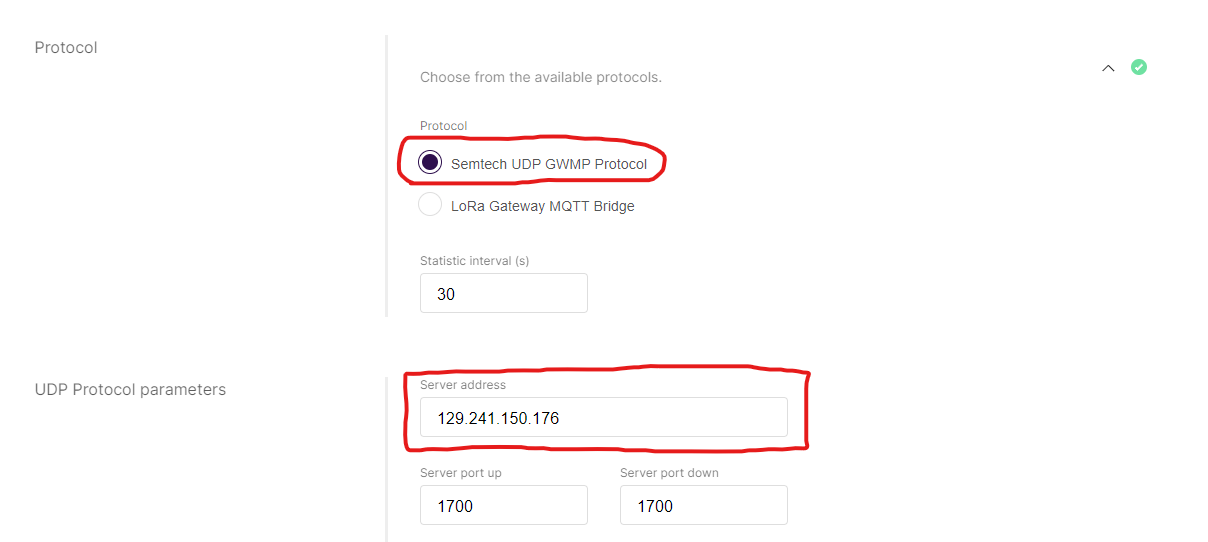 Protocol
Choose from the available protocols.
Protocol
Semtech UDP GWMP Protocol
LoRa Gateway MQTT Bridge
Statistic interval (s)
30
UDP Protocol parameters
Server address
129.241.150.176
Server port up
Server port down
1700
1700